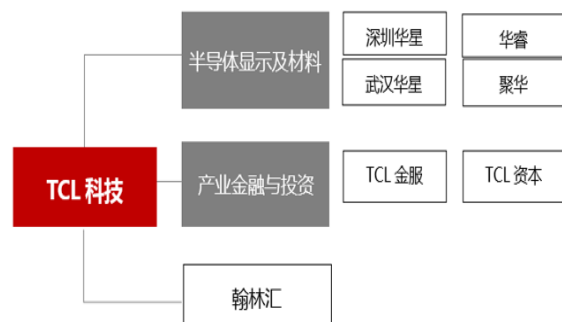 深圳华星
华睿
半导体显示及材料
武汉华星
聚华
TCL 科技
产业金融与投资
TCL 金服
TCL 资本
翰林汇